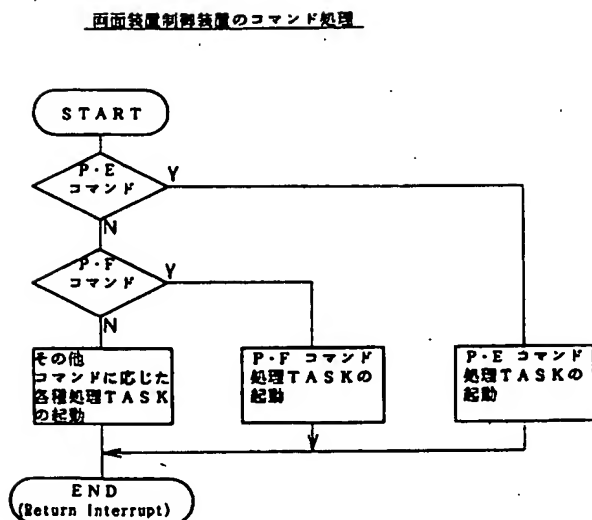 両面装置制御装置のコマンド処理
START
P・E
コマンド
Y
N
P・F
コマンド
Y
N
その他
コマンドに応じた
各種処理TASK
の起動
P・F コマンド
処理TASKの
起動
P・E コマンド
処理TASKの
起動
END
(Return Interrupt)